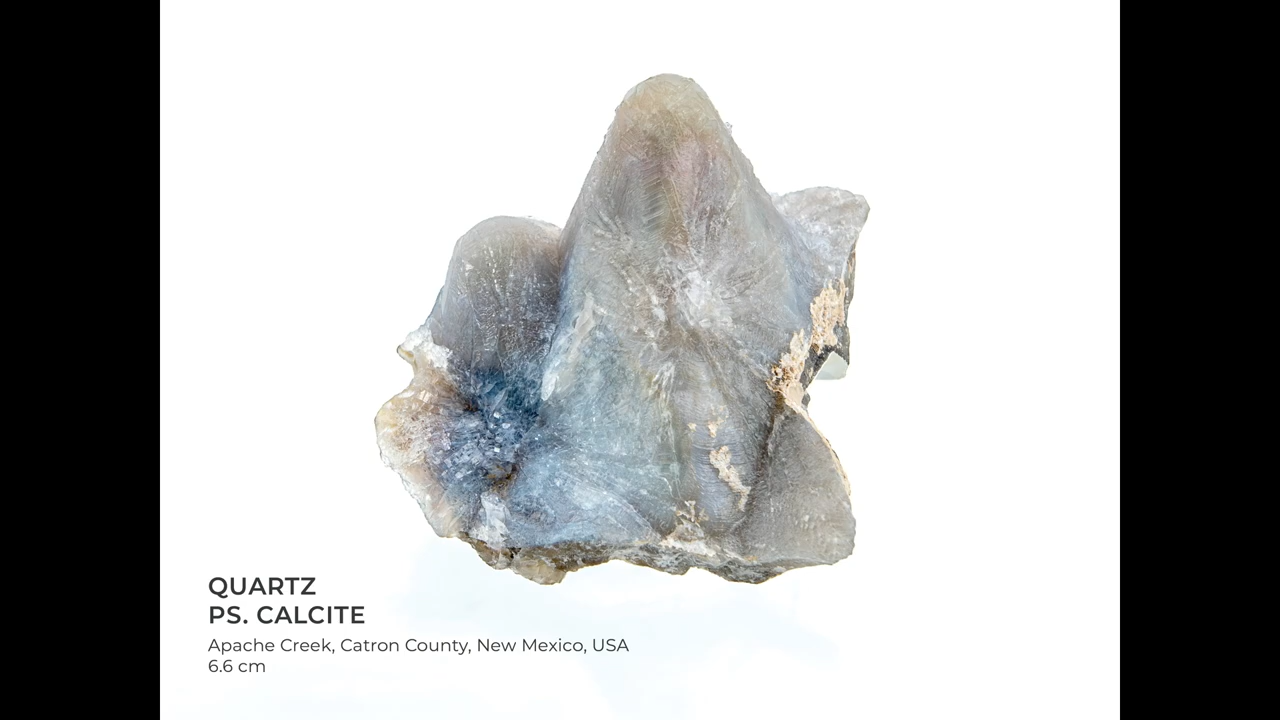 QUARTZ
PS. CALCITE
Apache Creek, Catron County, New Mexico, USA
6.6 cm